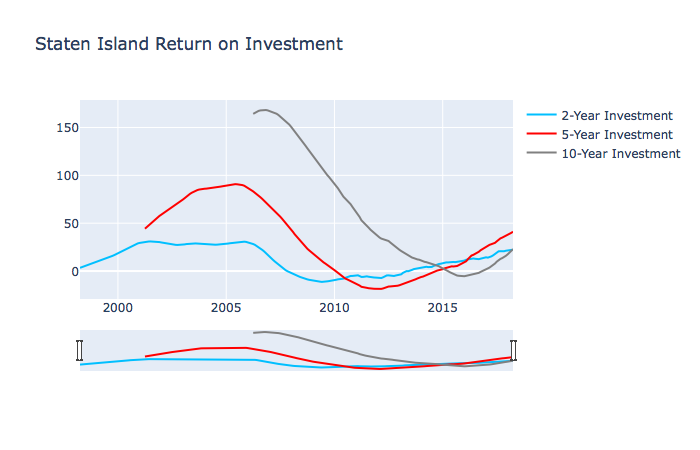 Staten Island Return on Investment
2-Year Investment
5-Year Investment
10-Year Investment
150
100
50
0
2000 2005 2010 2015